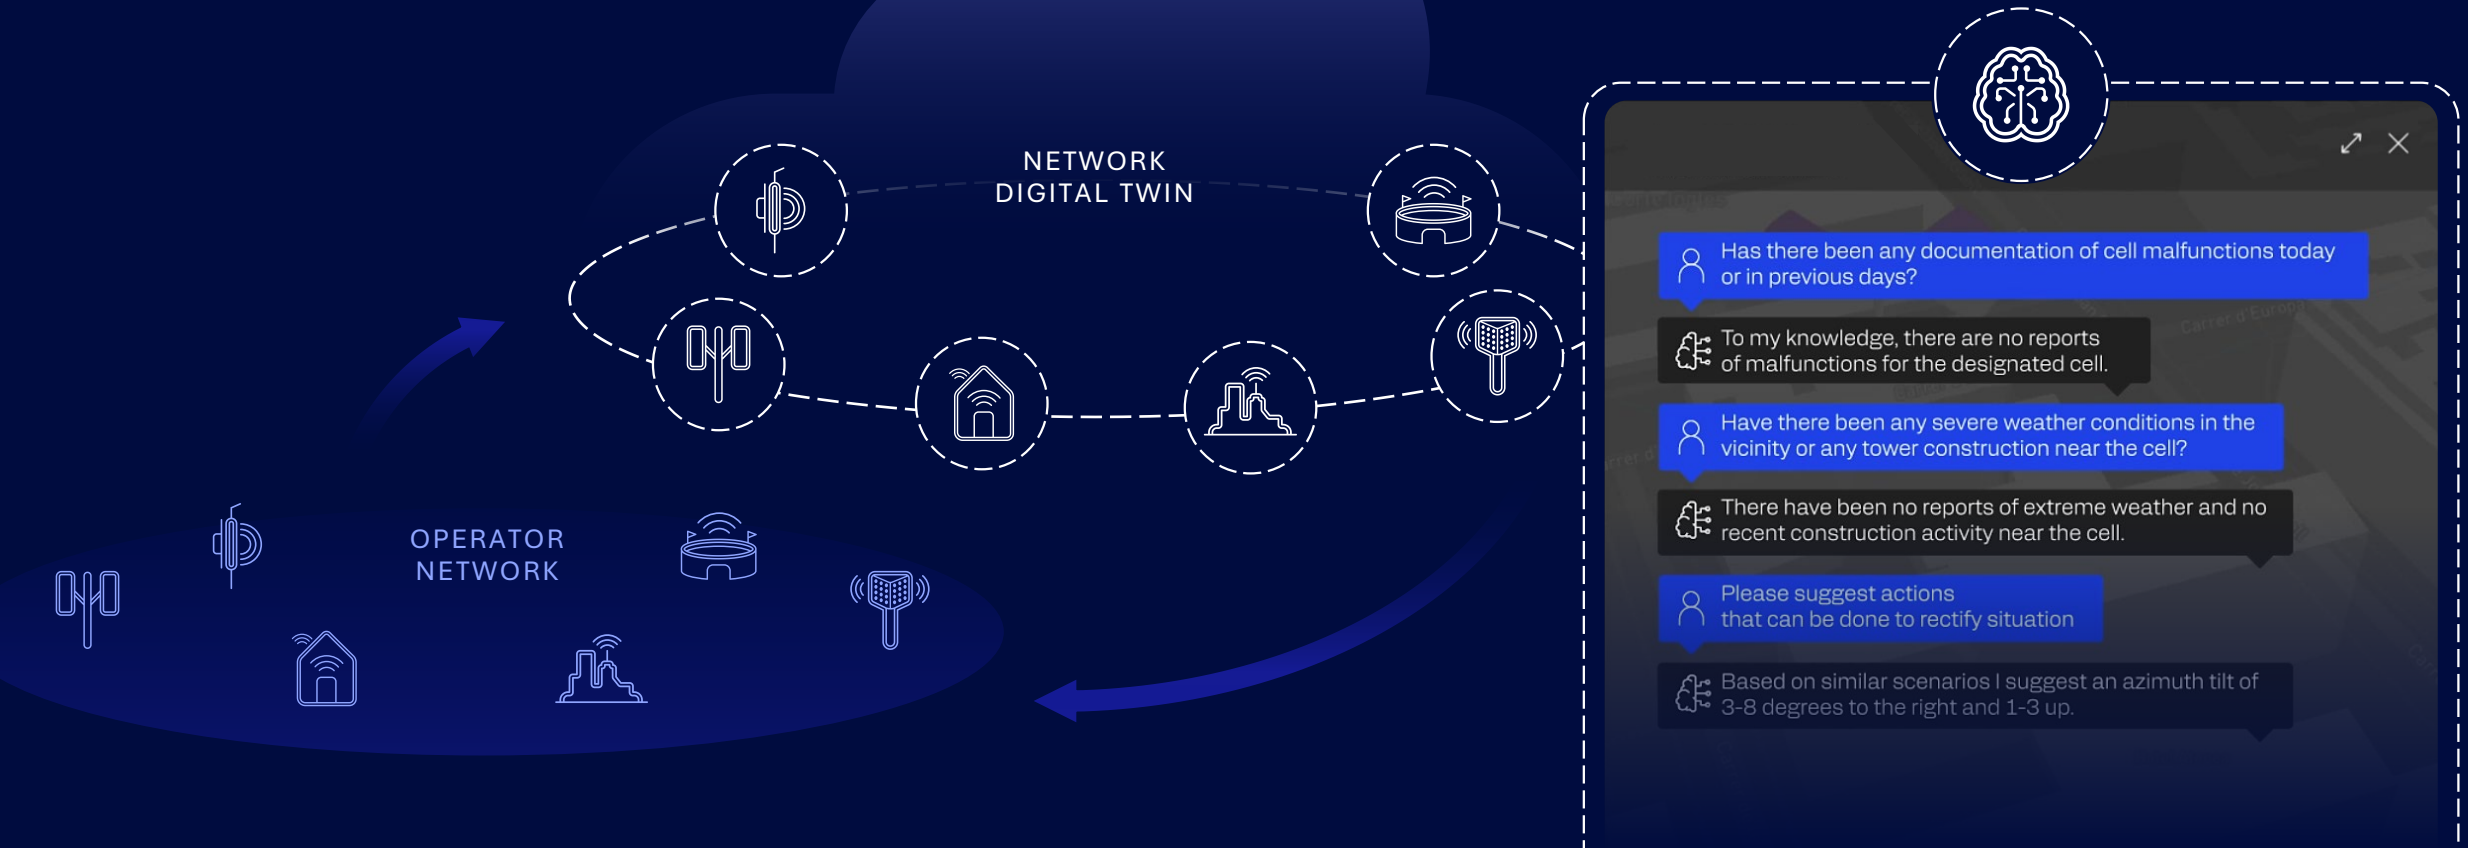 NETWORK
DIGITAL TWIN
OPERATOR
NETWORK
Has there been any documentation of cell malfunctions today
or in previous days?
To my knowledge, there are no reports
of malfunctions for the designated cell.
Have there been any severe weather conditions in the
vicinity or any tower construction near the cell?
There have been no reports of extreme weather and no
recent construction activity near the cell.
Please suggest actions
that can be done to rectify situation
Based on similar scenarios I suggest an azimuth tilt of
3-8 degrees to the right and 1-3 up.
Carrer d'Europa